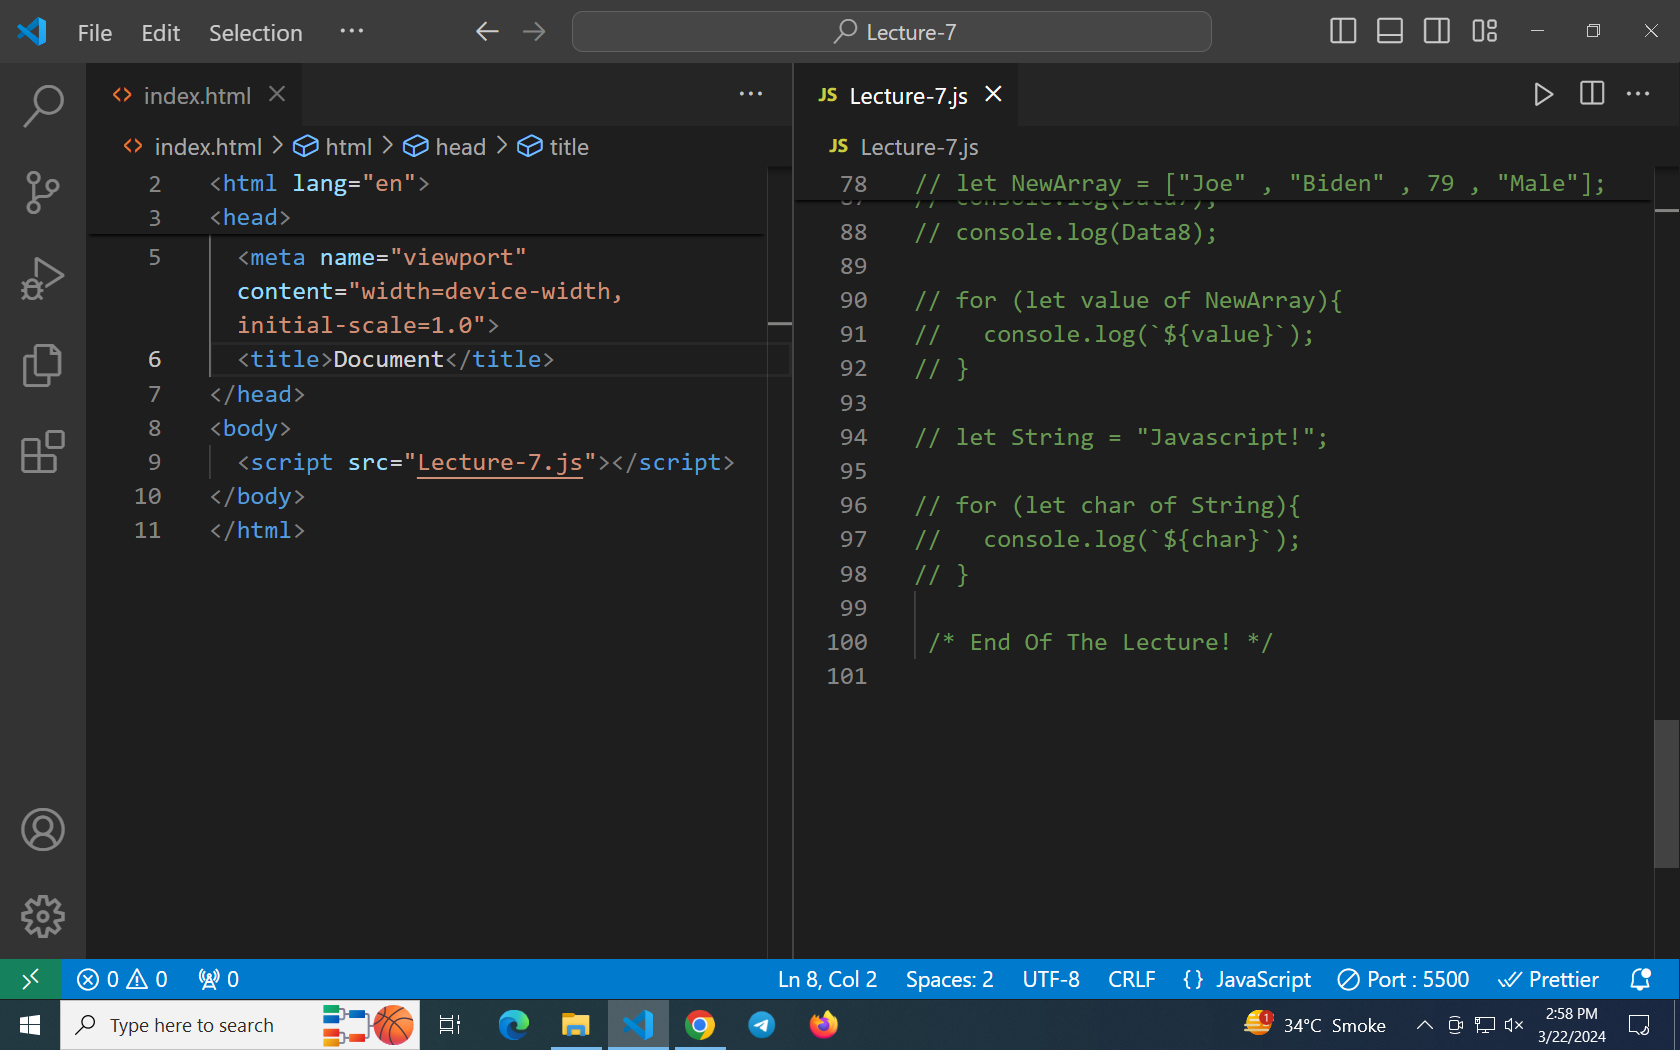 File Edit Selection ··· Lecture-7
index.html
index.html > html > head > title
2 <html lang="en">
3 <head>
5 <meta name="viewport"
content="width=device-width,
initial-scale=1.0">
6 <title>Document</title>
7 </head>
8 <body>
9 <script src="Lecture-7.js"></script>
10 </body>
11 </html>
JS Lecture-7.js
JS Lecture-7.js
78 // let NewArray = ["Joe" , "Biden" , 79 , "Male"];
87 // console.log(Data7);
88 // console.log(Data8);
89
90 // for (let value of NewArray){
91 //   console.log(`${value}`);
92 // }
93
94 // let String = "Javascript!";
95
96 // for (let char of String){
97 //   console.log(`${char}`);
98 // }
99
100 /* End Of The Lecture! */
101
0 0 0 Ln 8, Col 2 Spaces: 2 UTF-8 CRLF {} JavaScript Port : 5500 Prettier
Type here to search 1 34°C Smoke 2:58 PM
3/22/2024